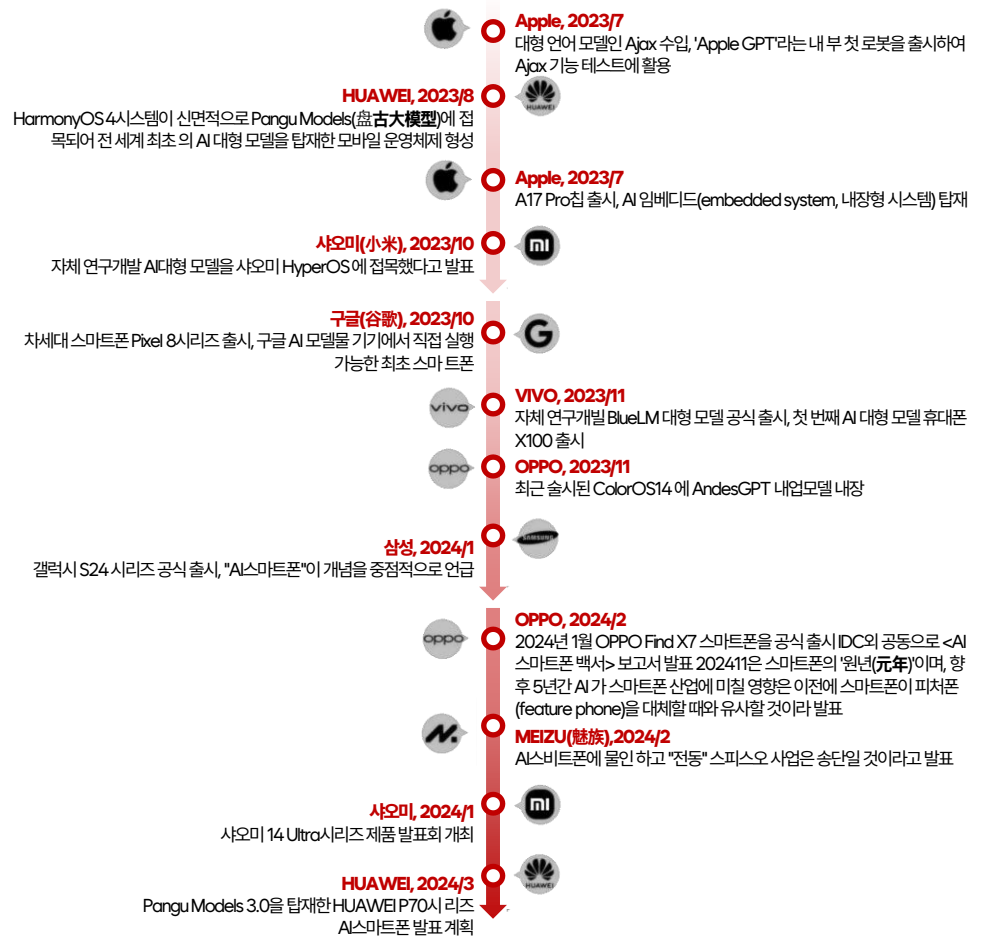 Apple, 2023/7
대형 언어 모델인 Ajax 수입, 'Apple GPT'라는 내 부 첫 로봇을 출시하여
Ajax 기능 테스트에 활용
HUAWEI, 2023/8
HUAWEI
HarmonyOS 4시스템이 신면적으로 Pangu Models(盘古大模型)에 접
목되어 전 세계 최초 의 AI 대형 모델을 탑재한 모바일 운영체제 형성
Apple, 2023/7
A17 Pro칩 출시, AI 임베디드(embedded system, 내장형 시스템) 탑재
샤오미(小米), 2023/10
mi
자체 연구개발 AI대형 모델을 샤오미 HyperOS 에 접목했다고 발표
구글(谷歌), 2023/10
G
차세대 스마트폰 Pixel 8시리즈 출시, 구글 AI 모델물 기기에서 직접 실행
가능한 최초 스마 트폰
vivo
VIVO, 2023/11
자체 연구개빌 BlueLM 대형 모델 공식 출시, 첫 번째 AI 대형 모델 휴대폰
X100 출시
oppo
OPPO, 2023/11
최근 술시된 ColorOS14 에 AndesGPT 내업모델 내장
SAMSUNG
삼성, 2024/1
갤럭시 S24 시리즈 공식 출시, "AI스마트폰"이 개념을 중점적으로 언급
oppo
OPPO, 2024/2
2024년 1월 OPPO Find X7 스마트폰을 공식 출시 IDC외 공동으로 <AI
스마트폰 백서> 보고서 발표 202411은 스마트폰의 '원년(元年)'이며, 향
후 5년간 AI 가 스마트폰 산업에 미칠 영향은 이전에 스마트폰이 피처폰
(feature phone)을 대체할 때와 유사할 것이라 발표
MEIZU(魅族),2024/2
AI스비트폰에 물인 하고 "전동" 스피스오 사업은 송단일 것이라고 발표
샤오미, 2024/1
mi
샤오미 14 Ultra시리즈 제품 발표회 개최
HUAWEI, 2024/3
HUAWEI
Pangu Models 3.0을 탑재한 HUAWEI P70시 리즈
AI스마트폰 발표 계획